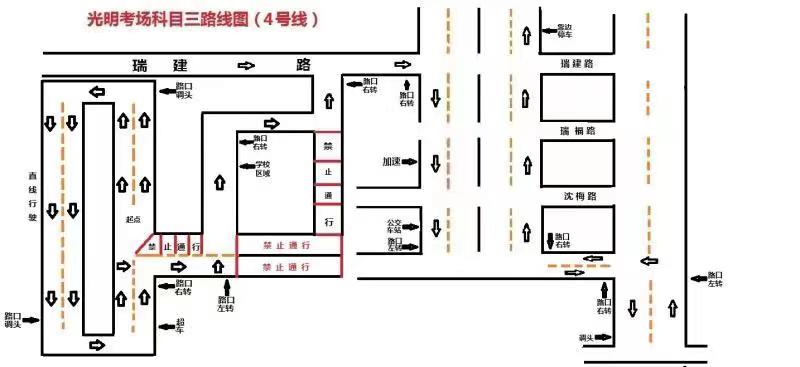 光明考场科目三路线图（4号线）
靠边
停车
瑞建路
瑞建路
路口
调头
路口
右转
路口
右转
禁止通行
路口
右转
瑞福路
学校
区域
加速
直线行驶
沈梅路
起点
公交
车站
路口
左转
路口
右转
禁止通行
禁止通行
禁止通行
路口
右转
路口
左转
路口
左转
路口
右转
路口
调头
超
车
调头